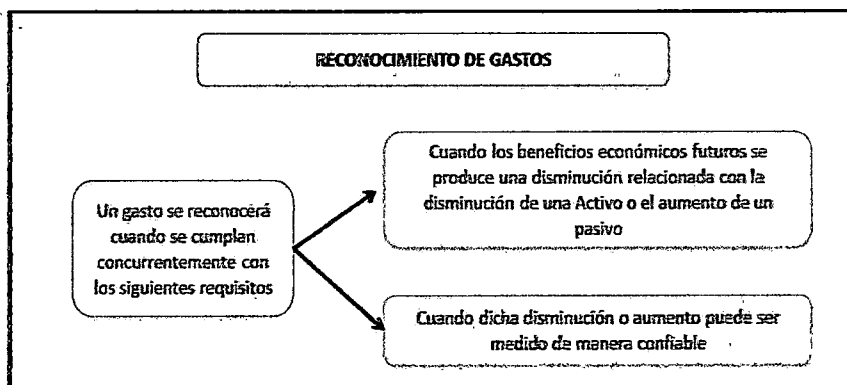 RECONOCIMIENTO DE GASTOS
Un gasto se reconocerá
cuando se cumplan
concurrentemente con
los siguientes requisitos
Cuando los beneficios económicos futuros se
produce una disminución relacionada con la
disminución de una Activo o el aumento de un
pasivo
Cuando dicha disminución o aumento puede ser
medido de manera confiable